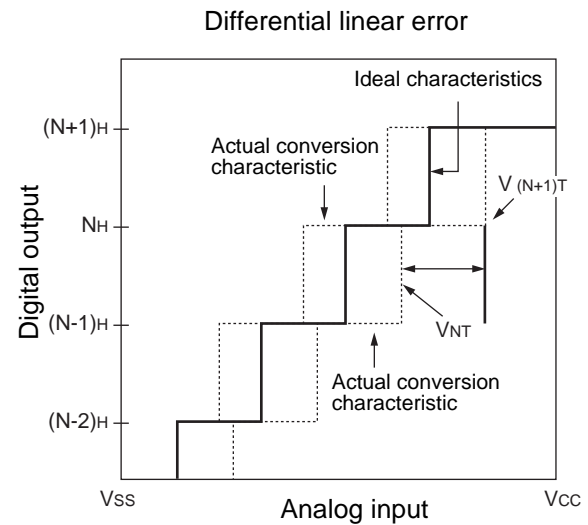 Differential linear error
Ideal characteristics
(N+1)H
Actual conversion
characteristic
V (N+1)T
NH
Digital output
(N-1)H
VNT
Actual conversion
characteristic
(N-2)H
VSS
Analog input
VCC